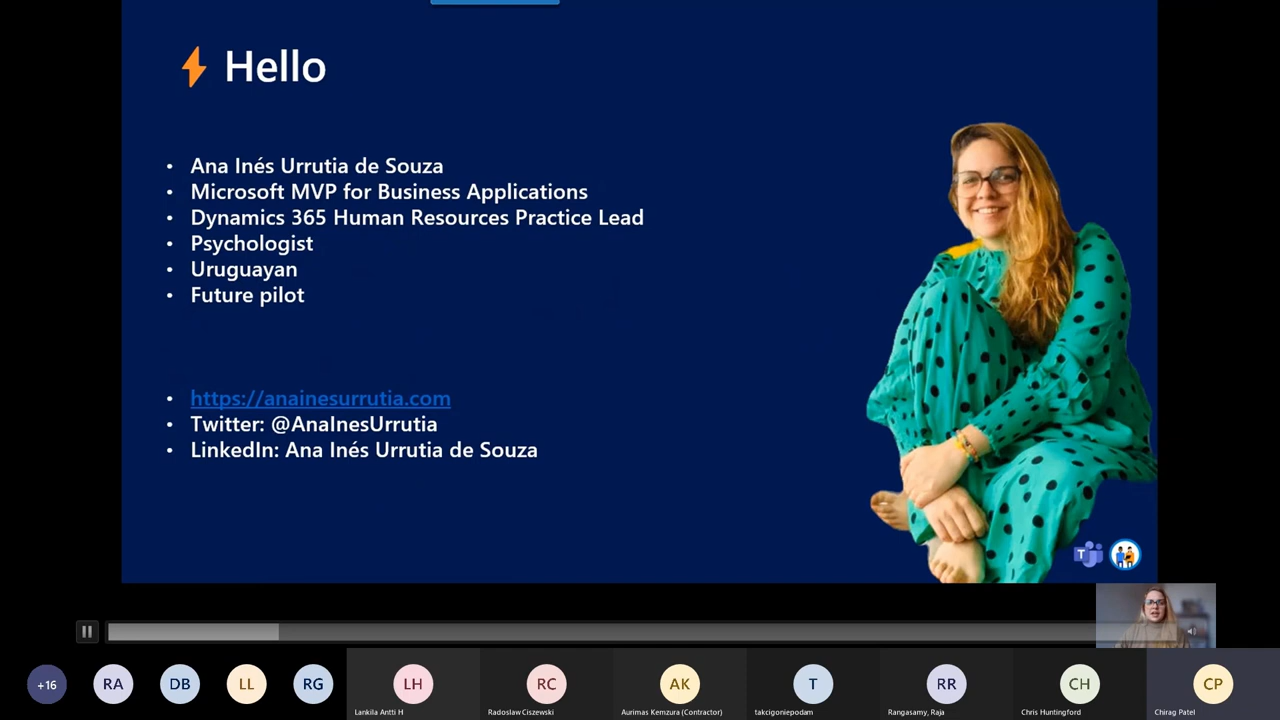 Hello
• Ana Inés Urrutia de Souza
• Microsoft MVP for Business Applications
• Dynamics 365 Human Resources Practice Lead
• Psychologist
• Uruguayan
• Future pilot
• https://anainesurrutia.com
• Twitter: @AnaInesUrrutia
• LinkedIn: Ana Inés Urrutia de Souza
T
+16
RA
DB
LL
RG
LH
RC
AK
T
RR
CH
CP
Lankila Antti H
Radoslaw Ciszewski
Aurimas Kemzura (Contractor)
takcigoniepodam
Rangasamy, Raja
Chris Huntingford
Chirag Patel